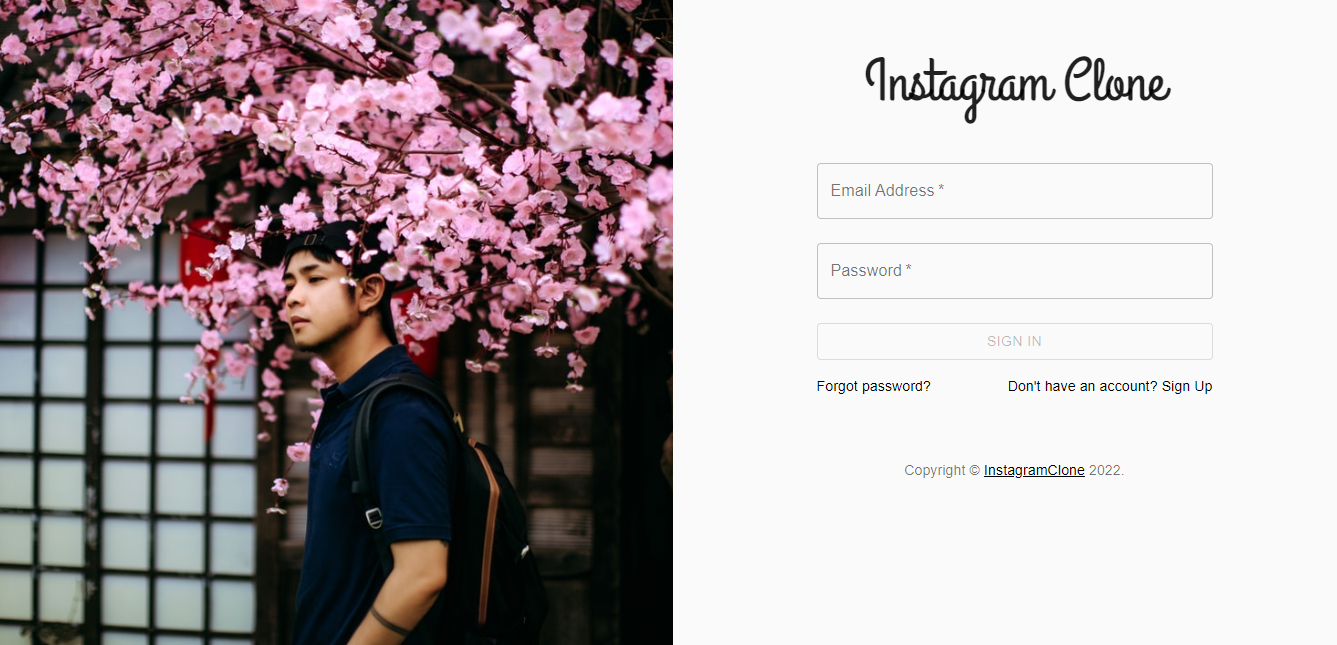 Instagram Clone
Email Address *
Password *
SIGN IN
Forgot password? Don't have an account? Sign Up
Copyright © InstagramClone 2022.